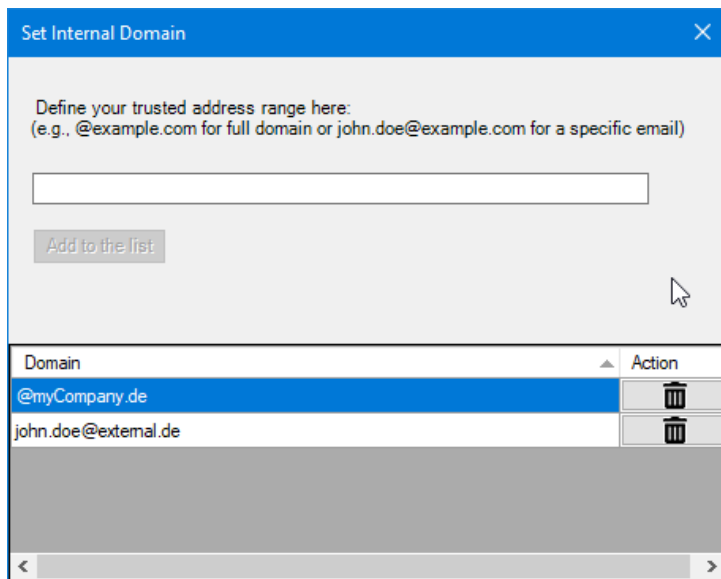 Set Internal Domain
Define your trusted address range here:
(e.g., @example.com for full domain or john.doe@example.com for a specific email)
Add to the list
Domain Action
@myCompany.de
john.doe@external.de